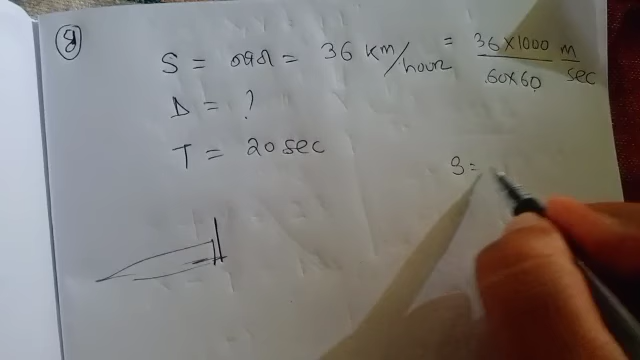 8
S = વેગ = 36 km/hour = 36×1000 m / 60×60 sec
D = ?
T = 20 sec
S =